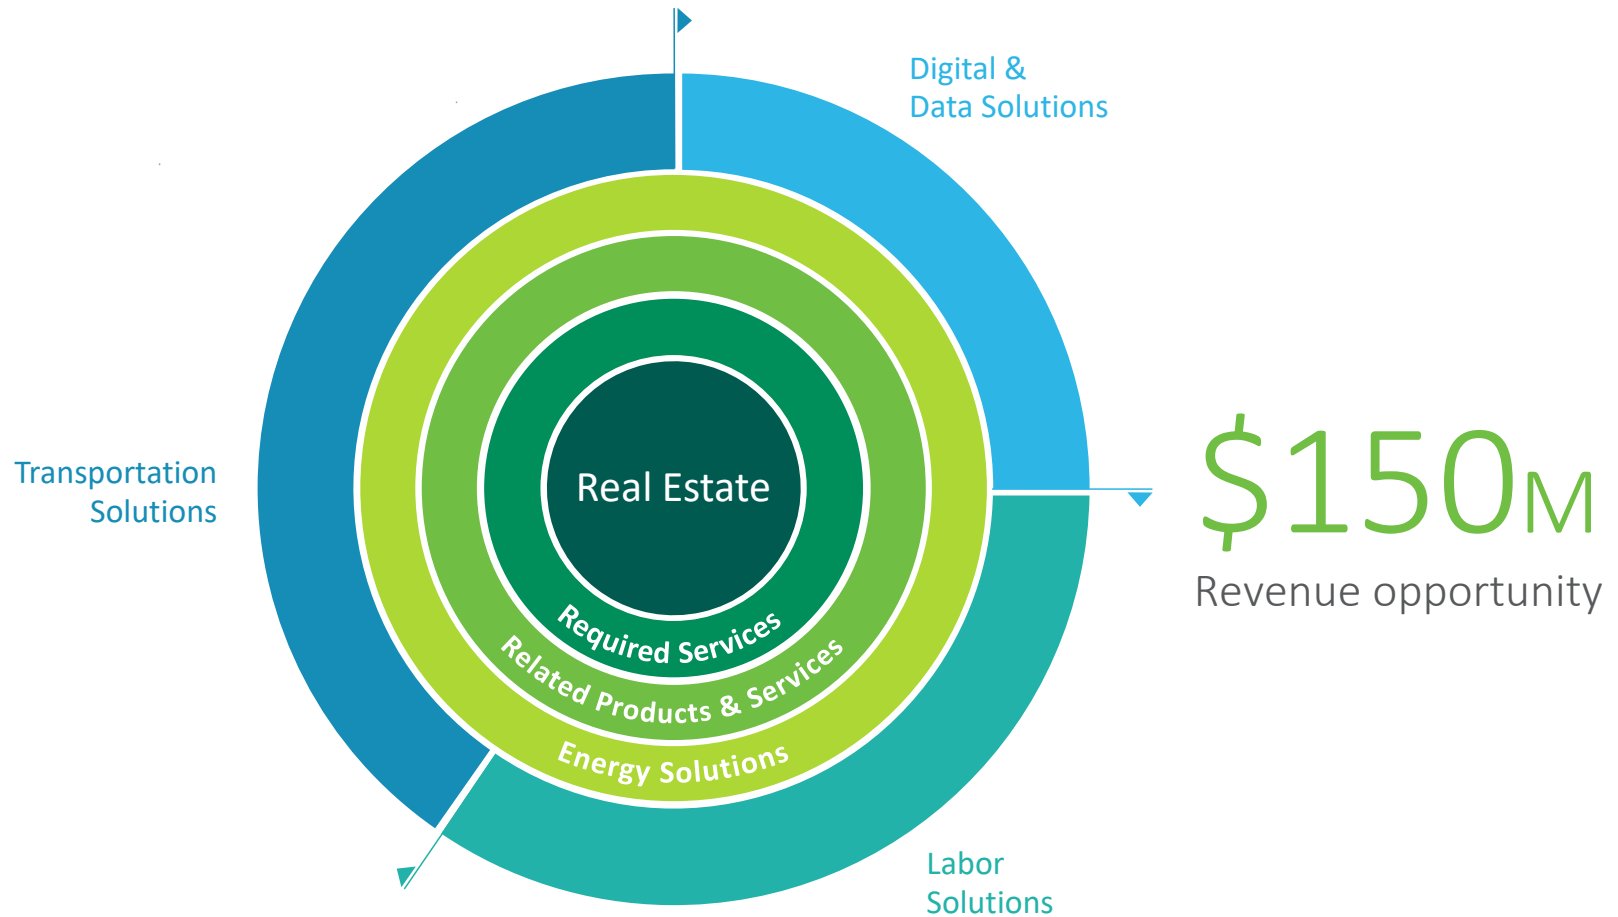 Digital &
Data Solutions
Transportation
Solutions
Real Estate
Required Services
Related Products & Services
Energy Solutions
$150M
Revenue opportunity
Labor
Solutions